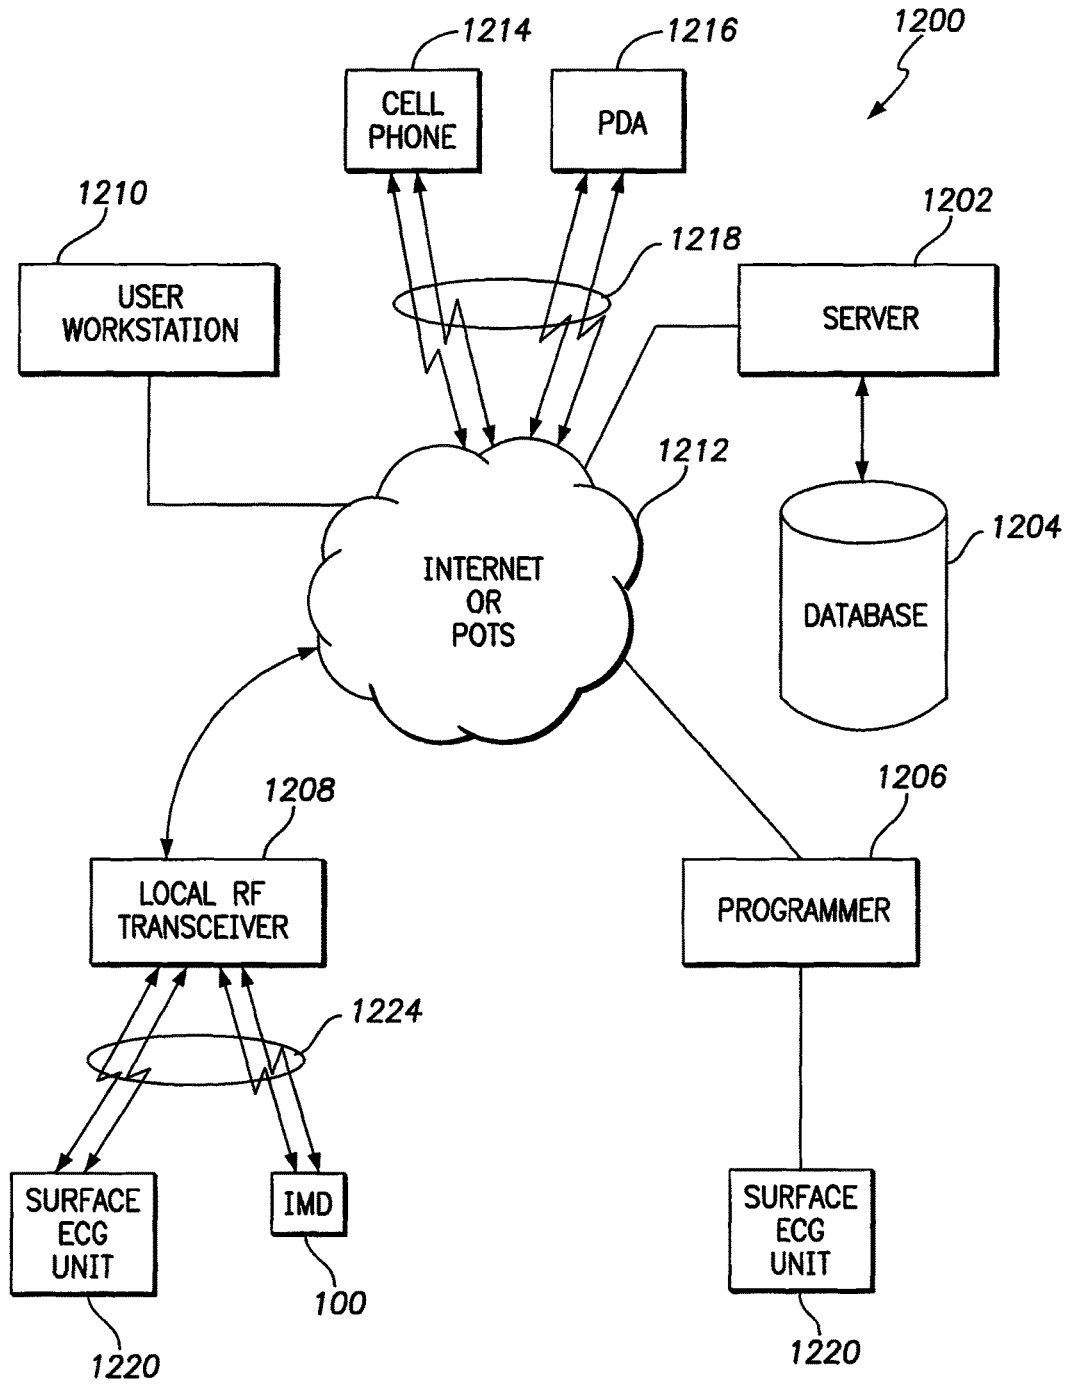 1214
1216
1200
CELL
PHONE
PDA
1210
1202
1218
USER
WORKSTATION
SERVER
1212
1204
INTERNET
OR
POTS
DATABASE
1208
1206
LOCAL RF
TRANSCEIVER
PROGRAMMER
1224
SURFACE
ECG
UNIT
IMD
SURFACE
ECG
UNIT
100
1220
1220